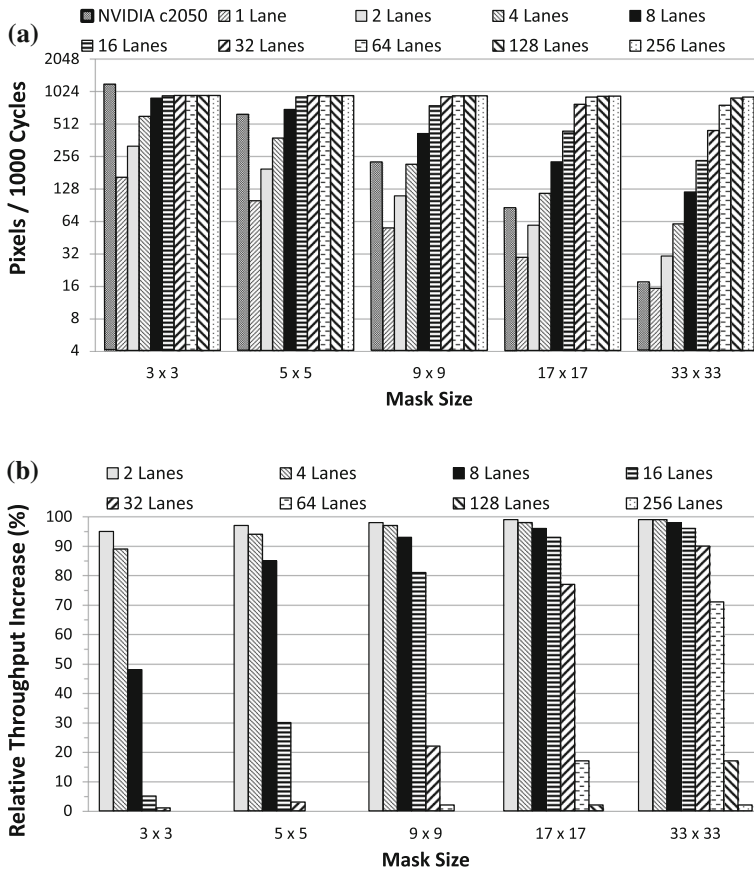 (a)
NVIDIA c2050 1 Lane 2 Lanes 4 Lanes 8 Lanes
16 Lanes 32 Lanes 64 Lanes 128 Lanes 256 Lanes
Pixels / 1000 Cycles
2048
1024
512
256
128
64
32
16
8
4
3 x 3 5 x 5 9 x 9 17 x 17 33 x 33
Mask Size
(b)
2 Lanes 4 Lanes 8 Lanes 16 Lanes
32 Lanes 64 Lanes 128 Lanes 256 Lanes
Relative Throughput Increase (%)
100
90
80
70
60
50
40
30
20
10
0
3 x 3 5 x 5 9 x 9 17 x 17 33 x 33
Mask Size